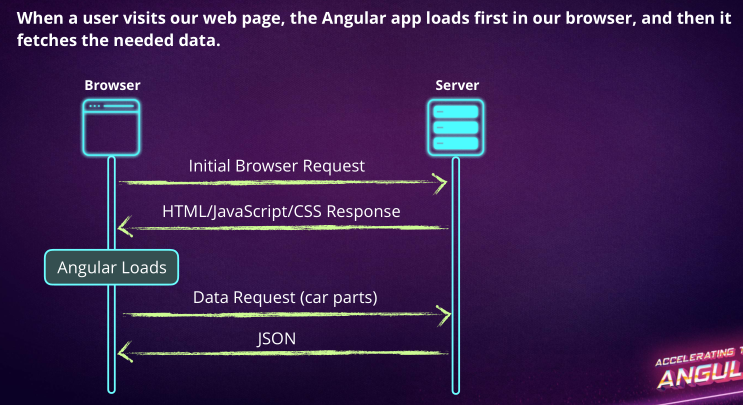 When a user visits our web page, the Angular app loads first in our browser, and then it
fetches the needed data.
Browser
Server
Initial Browser Request
HTML/JavaScript/CSS Response
Angular Loads
Data Request (car parts)
JSON
ACCELERATING